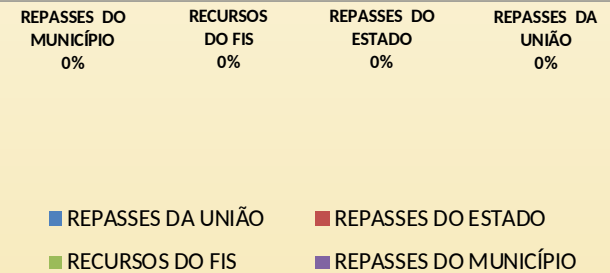 REPASSES DO
MUNICÍPIO
0%
RECURSOS
DO FIS
0%
REPASSES DO
ESTADO
0%
REPASSES DA
UNIÃO
0%
REPASSES DA UNIÃO
REPASSES DO ESTADO
RECURSOS DO FIS
REPASSES DO MUNICÍPIO